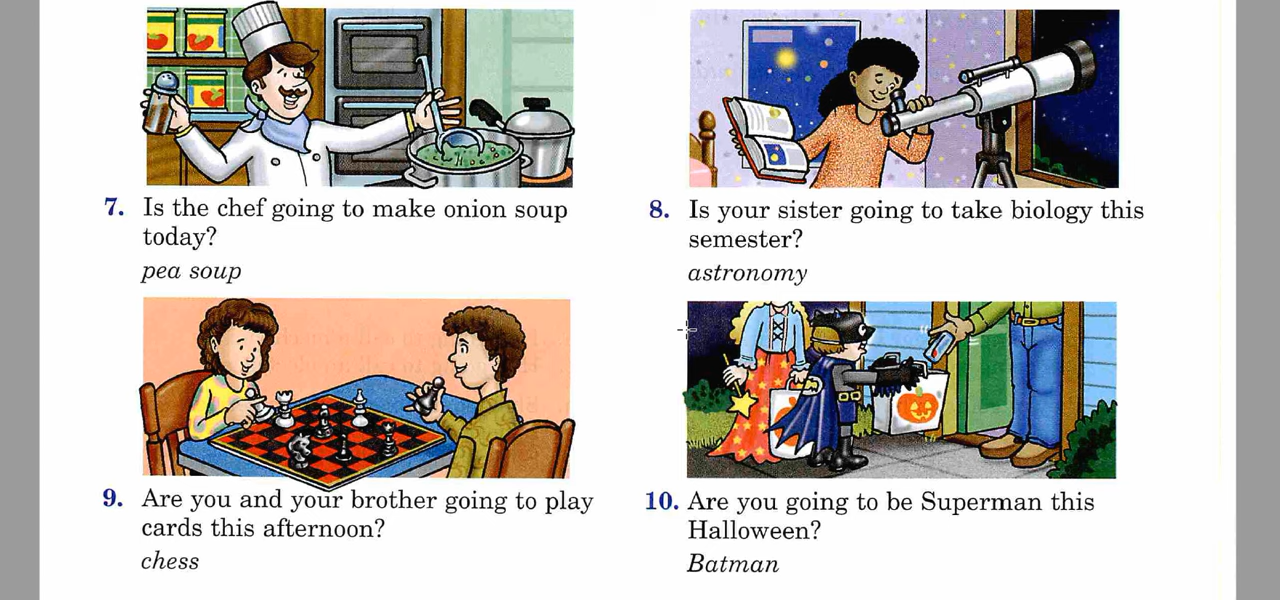 7. Is the chef going to make onion soup
today?
pea soup
8. Is your sister going to take biology this
semester?
astronomy
9. Are you and your brother going to play
cards this afternoon?
chess
10. Are you going to be Superman this
Halloween?
Batman